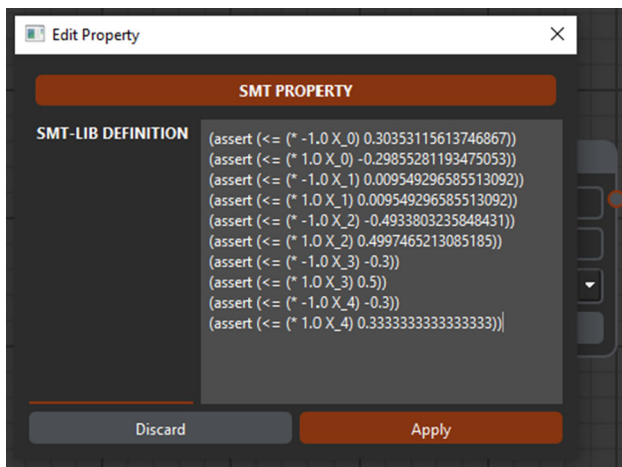 Edit Property
SMT PROPERTY
SMT-LIB DEFINITION
(assert (<= (* -1.0 X_0) 0.30353115613746867))
(assert (<= (* 1.0 X_0) -0.29855281193475053))
(assert (<= (* -1.0 X_1) 0.009549296585513092))
(assert (<= (* 1.0 X_1) 0.009549296585513092))
(assert (<= (* -1.0 X_2) -0.4933803235848431))
(assert (<= (* 1.0 X_2) 0.4997465213085185))
(assert (<= (* -1.0 X_3) -0.3))
(assert (<= (* 1.0 X_3) 0.5))
(assert (<= (* -1.0 X_4) -0.3))
(assert (<= (* 1.0 X_4) 0.3333333333333333))
Discard
Apply